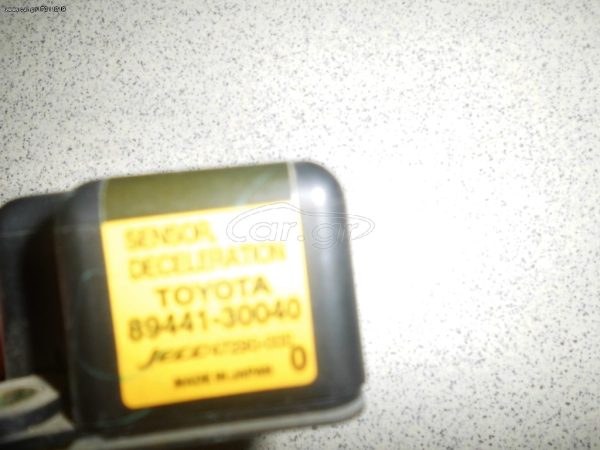 car.gr
SENSOR,
DECELERATION
TOYOTA
89441-30040
0
MADE IN JAPAN